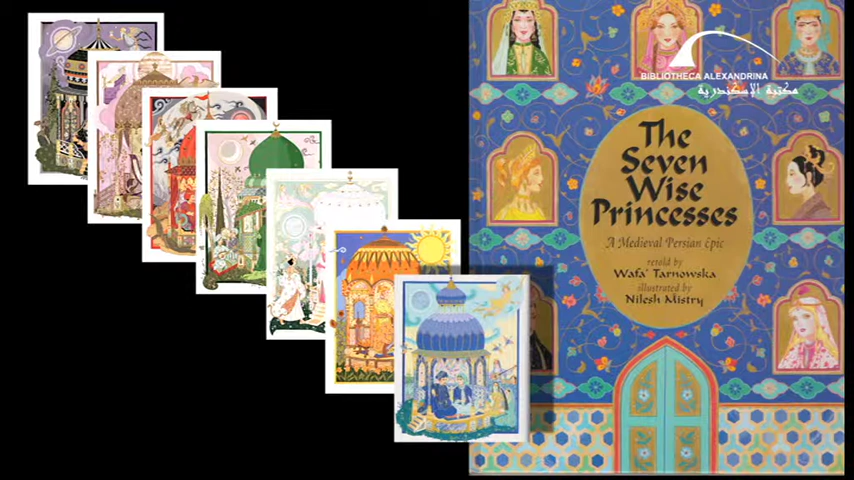 BIBLIOTHECA ALEXANDRINA
مكتبة الإسكندرية
The
Seven
Wise
Princesses
A Medieval Persian Epic
retold by
Wafa' Tarnowska
illustrated by
Nilesh Mistry